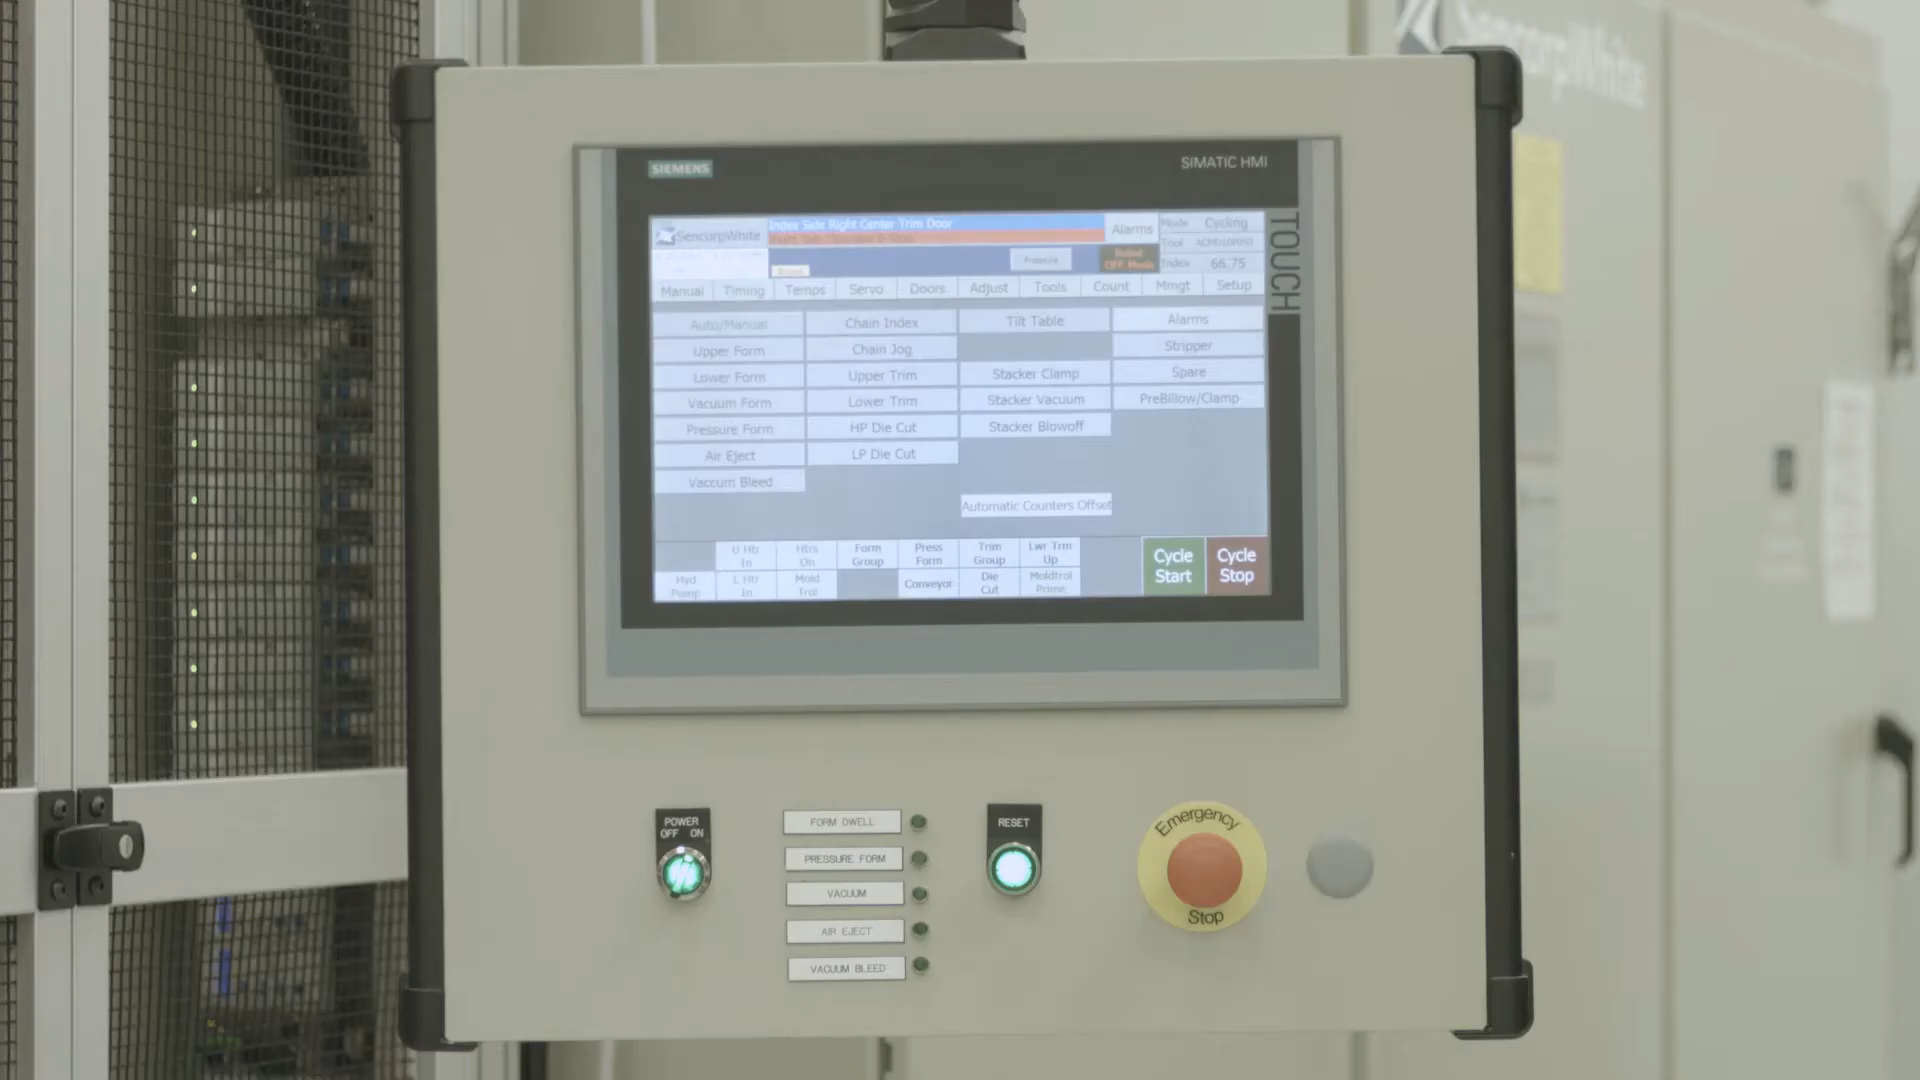 SencorpWhite
SIEMENS
SIMATIC HMI
TOUCH
SencorpWhite
Index Side Right Center Trim Door
Alarms
Mode Cycling
Tool
Pressure
OFF Mode
Index 66.75
Manual Timing Temps Servo Doors Adjust Tools Count Mmgt Setup
Auto/Manual Chain Index Tilt Table Alarms
Upper Form Chain Jog Stripper
Lower Form Upper Trim Stacker Clamp Spare
Vacuum Form Lower Trim Stacker Vacuum PreBillow/Clamp
Pressure Form HP Die Cut Stacker Blowoff
Air Eject LP Die Cut
Vaccum Bleed
Automatic Counters Offset
U Htr In Htrs On Form Group Press Form Trim Group Lwr Trm Up
Hyd Pump L Htr In Mold Trol Conveyor Die Cut Moldtrol Prime
Cycle Start Cycle Stop
POWER
OFF ON
FORM DWELL
PRESSURE FORM
VACUUM
AIR EJECT
VACUUM BLEED
RESET
Emergency
Stop